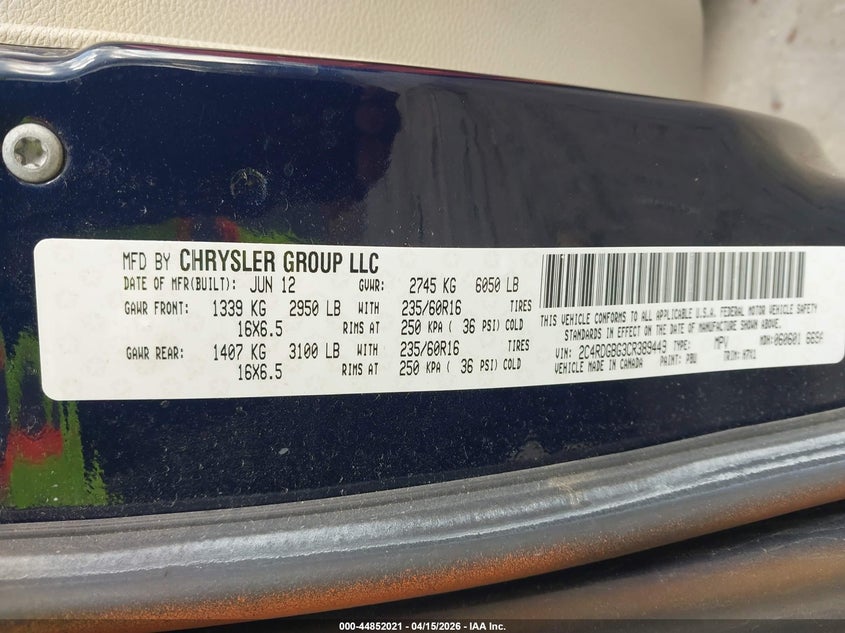 MFD BY CHRYSLER GROUP LLC
DATE OF MFR(BUILT): JUN 12 GVWR: 2745 KG 6050 LB
GAWR FRONT: 1339 KG 2950 LB WITH 235/60R16 TIRES
16X6.5 RIMS AT 250 KPA ( 36 PSI) COLD
GAWR REAR: 1407 KG 3100 LB WITH 235/60R16 TIRES
16X6.5 RIMS AT 250 KPA ( 36 PSI) COLD
THIS VEHICLE CONFORMS TO ALL APPLICABLE U.S.A. FEDERAL MOTOR VEHICLE SAFETY
STANDARDS IN EFFECT ON THE DATE OF MANUFACTURE SHOWN ABOVE.
VIN: 2C4RDGBG3CR389449 TYPE: MPV MDH: 060601
VEHICLE MADE IN CANADA PAINT: PBU TRIM:
000-44852021 - 04/15/2026 - IAA Inc.